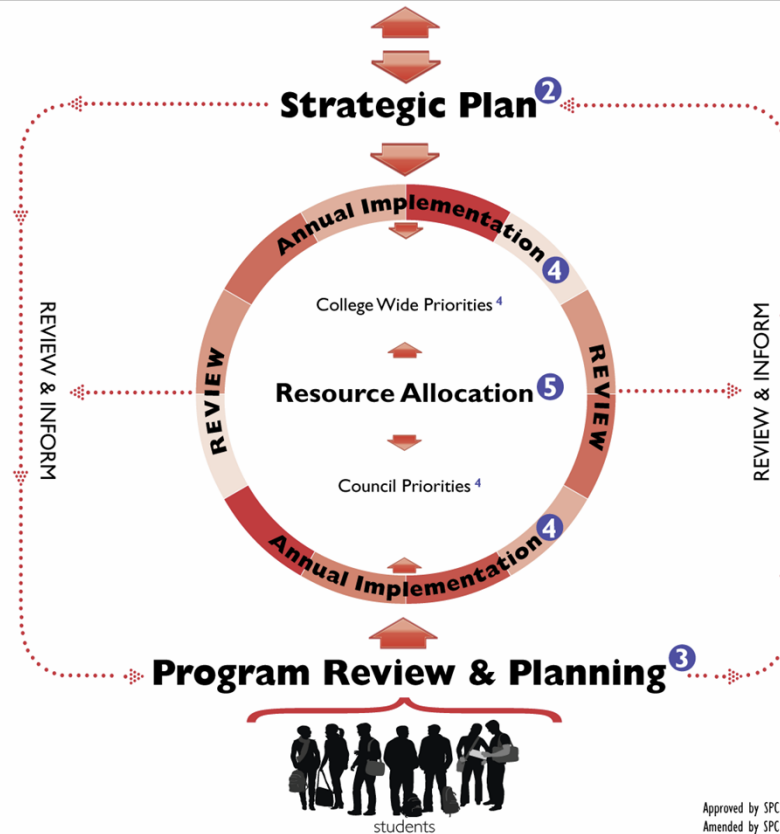 Strategic Plan 2
Annual Implementation 4
College Wide Priorities 4
REVIEW & INFORM
REVIEW
Resource Allocation 5
REVIEW
REVIEW & INFORM
Council Priorities 4
Annual Implementation 4
Program Review & Planning 3
students
Approved by SPC
Amended by SPC